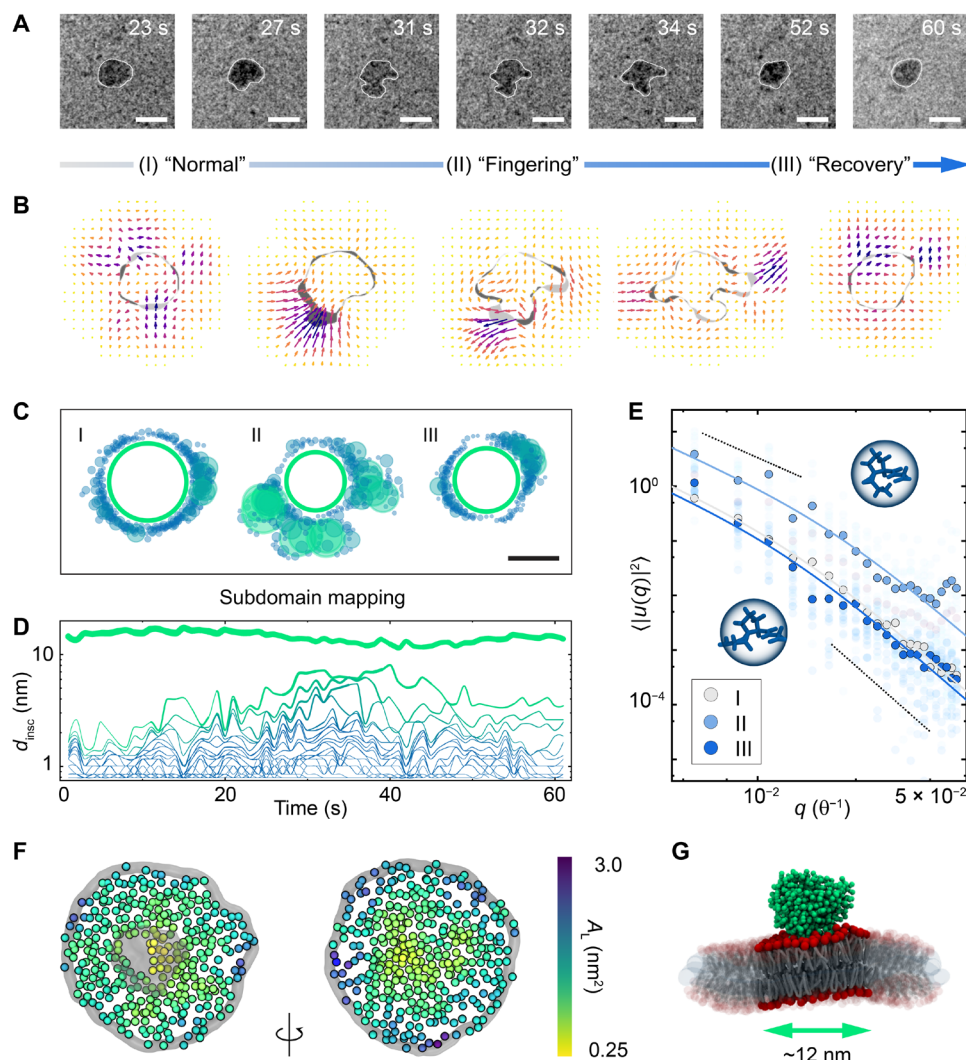 A
23 s
27 s
31 s
32 s
34 s
52 s
60 s
(I) “Normal”
(II) “Fingering”
(III) “Recovery”
B
C
I
II
III
Subdomain mapping
D
10
1
d_insc (nm)
0
20
40
60
Time (s)
E
10⁰
10⁻⁴
⟨|u(q)|²⟩
I
II
III
10⁻²
5 × 10⁻²
q (θ⁻¹)
F
3.0
A_L (nm²)
0.25
G
~12 nm